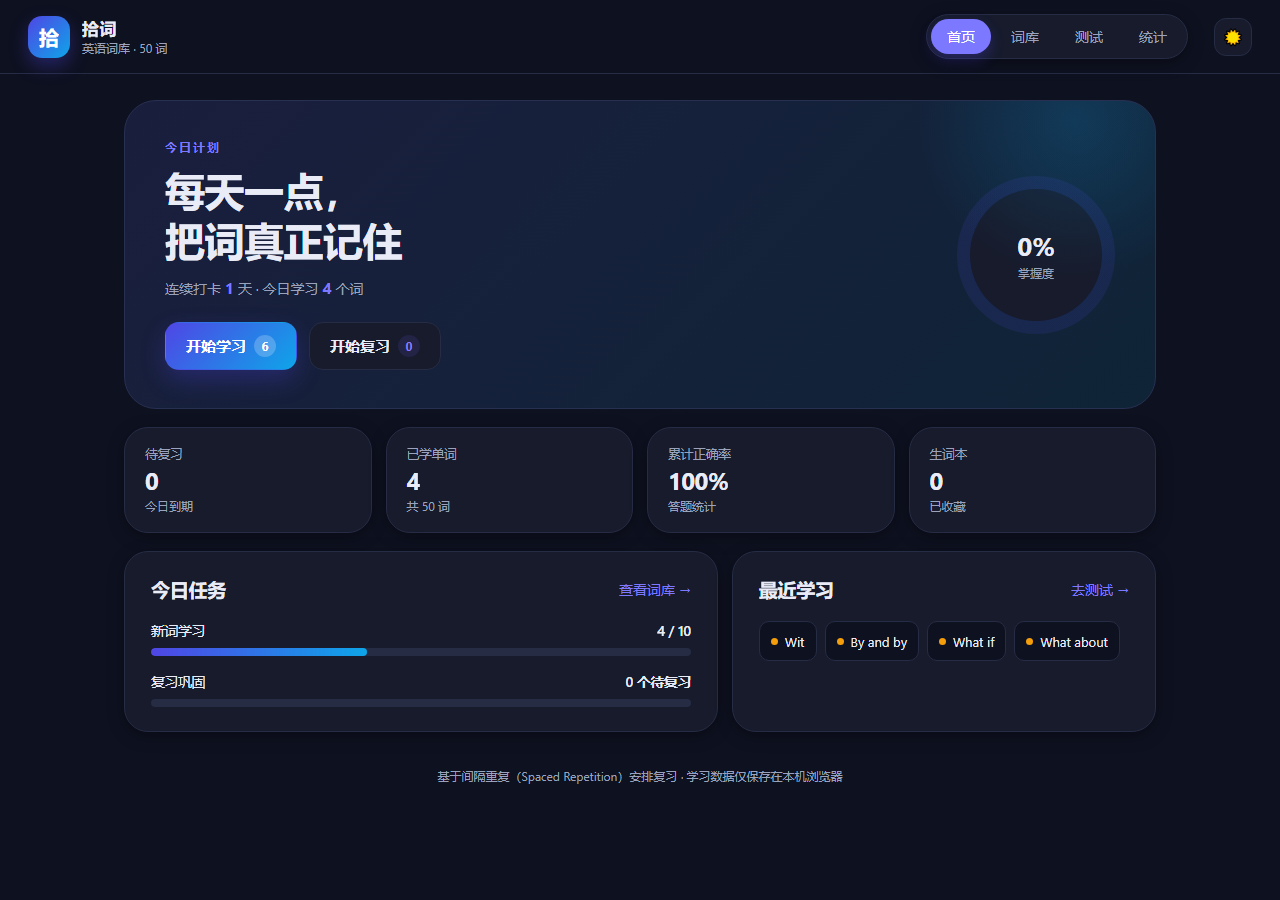 拾
拾词
英语词库 · 50 词
首页 词库 测试 统计
今日计划
每天一点，
把词真正记住
连续打卡 1 天 · 今日学习 4 个词
开始学习 6 开始复习 0
0%
掌握度
待复习
0
今日到期
已学单词
4
共 50 词
累计正确率
100%
答题统计
生词本
0
已收藏
今日任务 查看词库 →
新词学习 4 / 10
复习巩固 0 个待复习
最近学习 去测试 →
Wit By and by What if What about
基于间隔重复（Spaced Repetition）安排复习 · 学习数据仅保存在本机浏览器